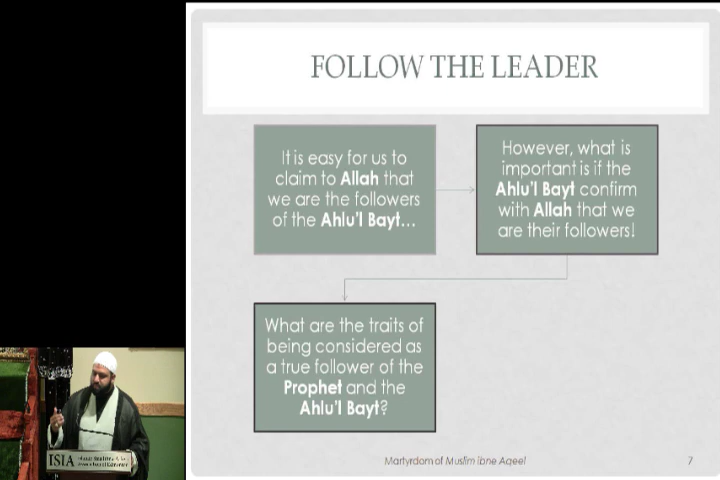 FOLLOW THE LEADER
It is easy for us to
claim to Allah that
we are the followers
of the Ahlu'l Bayt...
However, what is
important is if the
Ahlu'l Bayt confirm
with Allah that we
are their followers!
What are the traits of
being considered as
a true follower of the
Prophet and the
Ahlu'l Bayt?
Martyrdom of Muslim ibne Aqeel
7
ISIA